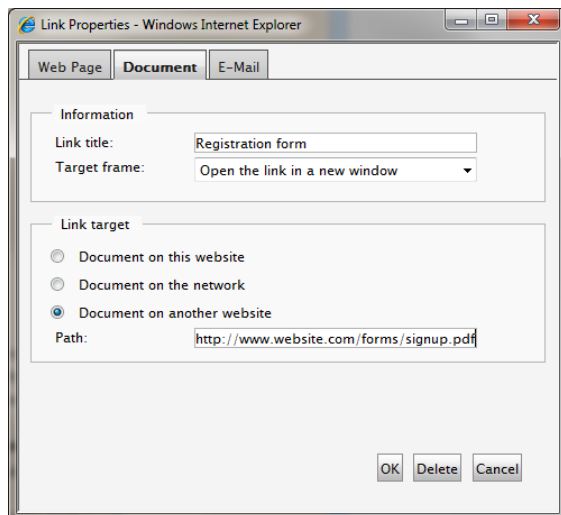 Link Properties - Windows Internet Explorer
Web Page Document E-Mail
Information
Link title: Registration form
Target frame: Open the link in a new window
Link target
Document on this website
Document on the network
Document on another website
Path: http://www.website.com/forms/signup.pdf
OK Delete Cancel